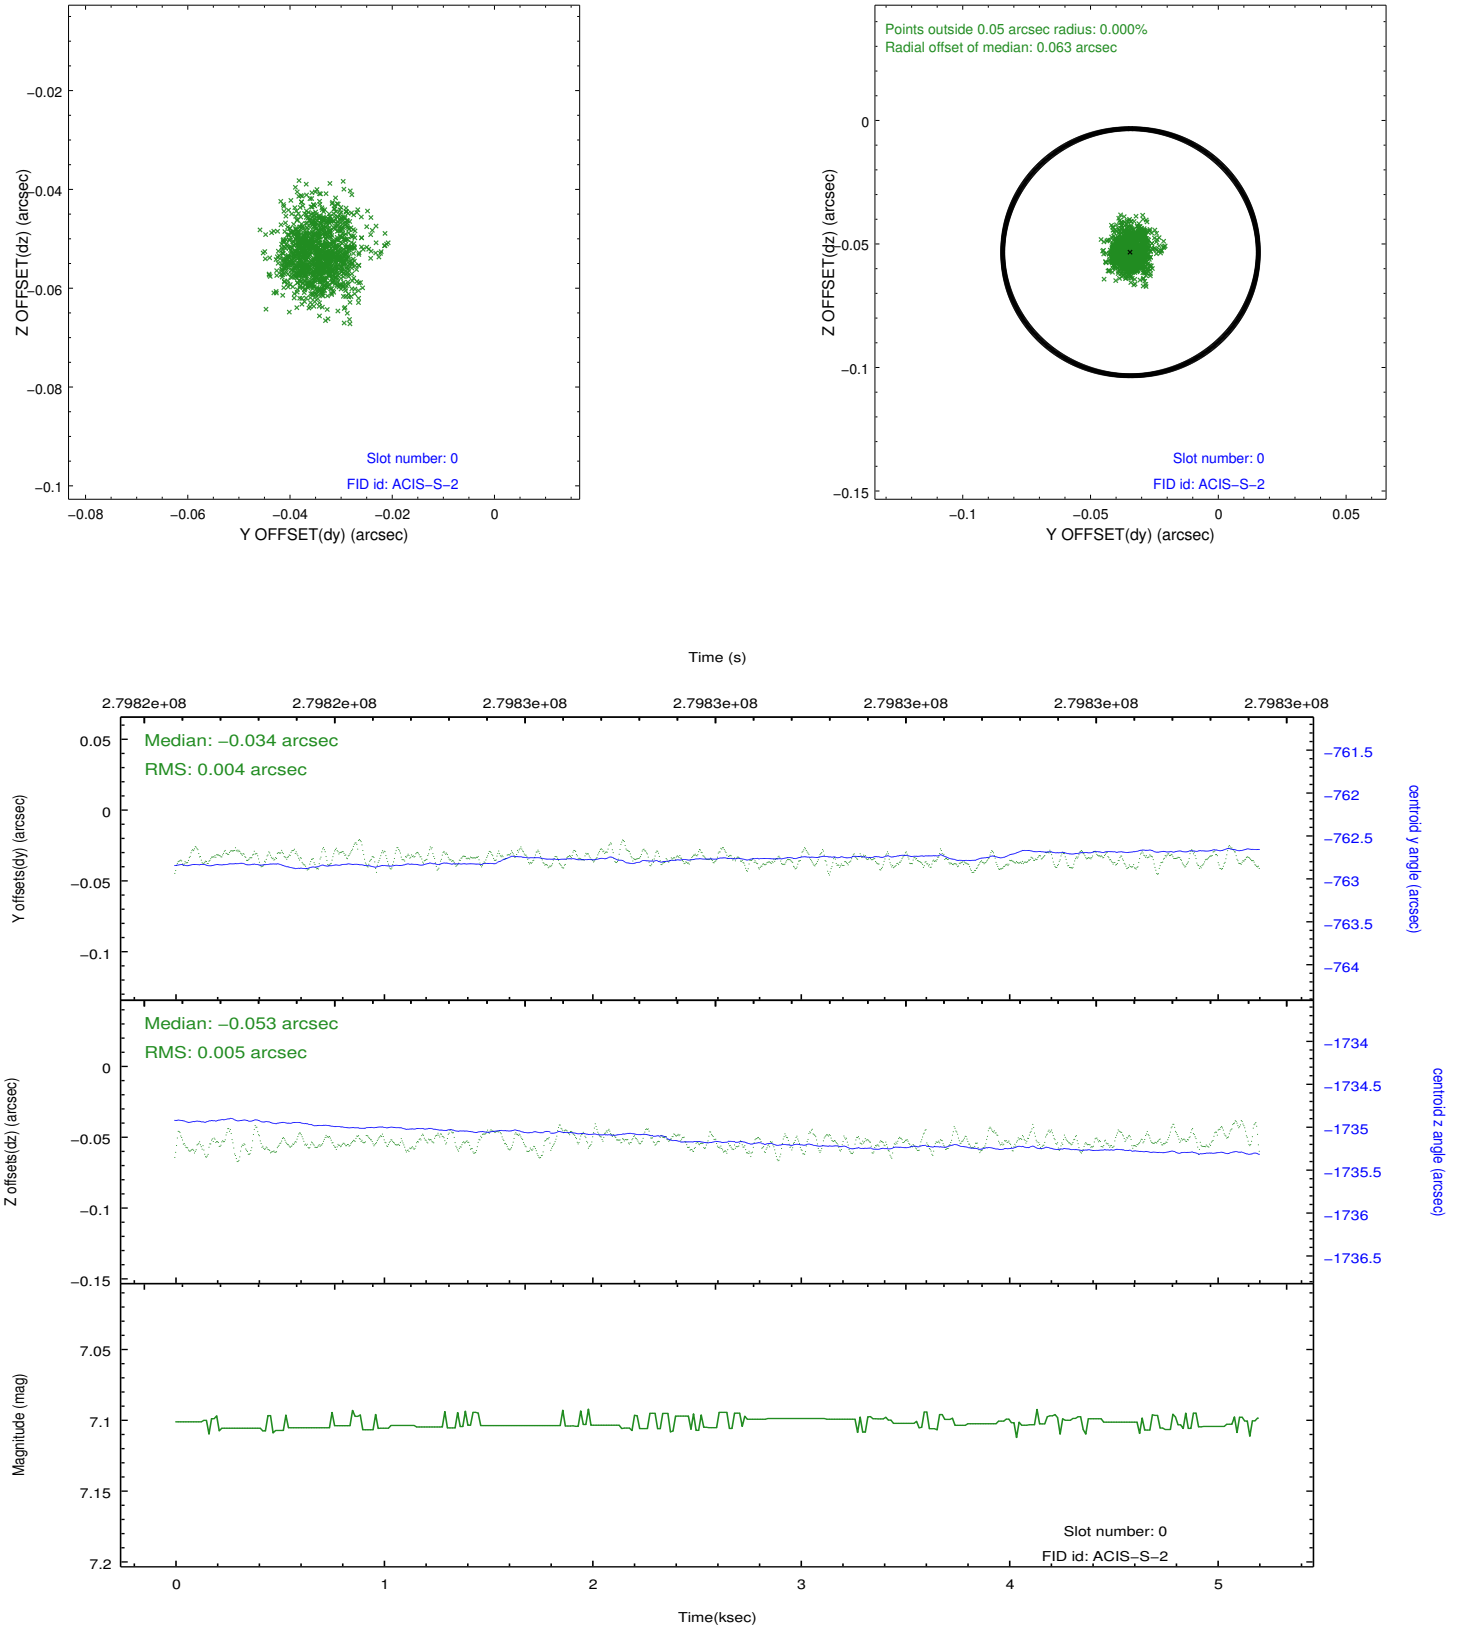 −0.02
−0.04
−0.06
−0.08
−0.1
Z OFFSET(dz) (arcsec)
Slot number: 0
FID id: ACIS−S−2
−0.08 −0.06 −0.04 −0.02 0
Y OFFSET(dy) (arcsec)
Points outside 0.05 arcsec radius: 0.000%
Radial offset of median: 0.063 arcsec
0
−0.05
−0.1
−0.15
Z OFFSET(dz) (arcsec)
Slot number: 0
FID id: ACIS−S−2
−0.1 −0.05 0 0.05
Y OFFSET(dy) (arcsec)
Time (s)
2.7982e+08 2.7982e+08 2.7983e+08 2.7983e+08 2.7983e+08 2.7983e+08 2.7983e+08
Median: −0.034 arcsec
RMS: 0.004 arcsec
0.05
0
−0.05
−0.1
Y offsets(dy) (arcsec)
−761.5
−762
−762.5
−763
−763.5
−764
centroid y angle (arcsec)
Median: −0.053 arcsec
RMS: 0.005 arcsec
0
−0.05
−0.1
−0.15
Z offsets(dz) (arcsec)
−1734
−1734.5
−1735
−1735.5
−1736
−1736.5
centroid z angle (arcsec)
7.05
7.1
7.15
7.2
Magnitude (mag)
Slot number: 0
FID id: ACIS−S−2
0 1 2 3 4 5
Time(ksec)